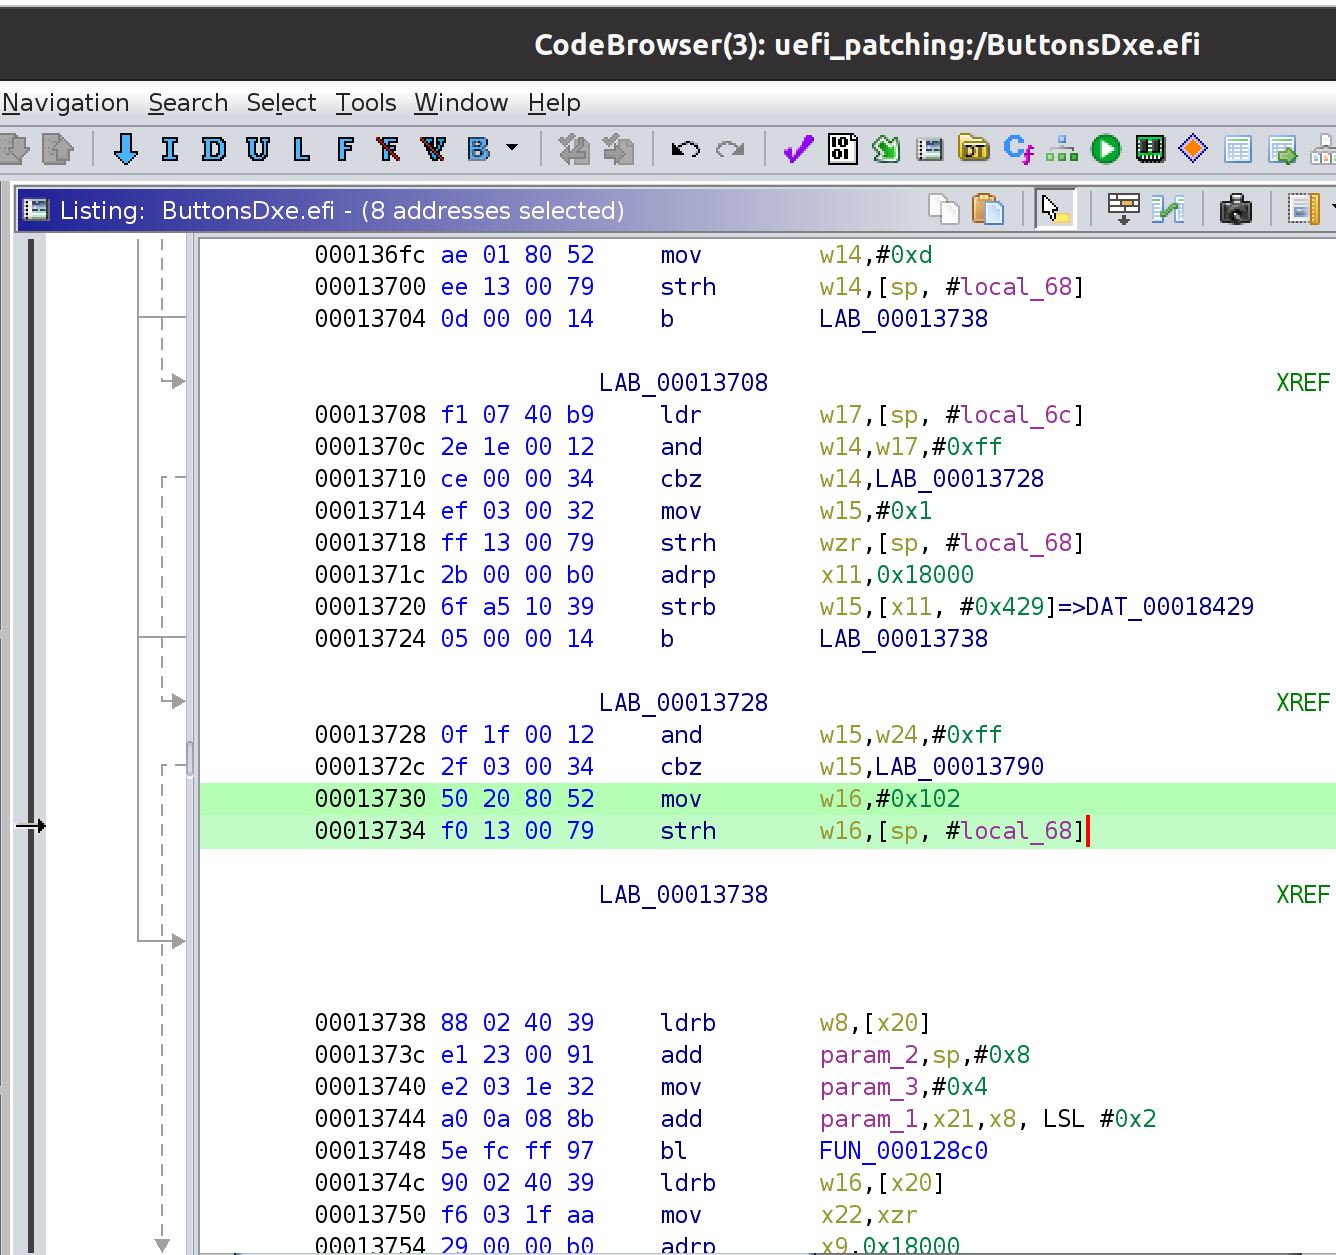 CodeBrowser(3): uefi_patching:/ButtonsDxe.efi
Navigation Search Select Tools Window Help
I D U L F F V B
Listing: ButtonsDxe.efi - (8 addresses selected)
000136fc ae 01 80 52 mov w14,#0xd
00013700 ee 13 00 79 strh w14,[sp, #local_68]
00013704 0d 00 00 14 b LAB_00013738
LAB_00013708 XREF
00013708 f1 07 40 b9 ldr w17,[sp, #local_6c]
0001370c 2e 1e 00 12 and w14,w17,#0xff
00013710 ce 00 00 34 cbz w14,LAB_00013728
00013714 ef 03 00 32 mov w15,#0x1
00013718 ff 13 00 79 strh wzr,[sp, #local_68]
0001371c 2b 00 00 b0 adrp x11,0x18000
00013720 6f a5 10 39 strb w15,[x11, #0x429]=>DAT_00018429
00013724 05 00 00 14 b LAB_00013738
LAB_00013728 XREF
00013728 0f 1f 00 12 and w15,w24,#0xff
0001372c 2f 03 00 34 cbz w15,LAB_00013790
00013730 50 20 80 52 mov w16,#0x102
00013734 f0 13 00 79 strh w16,[sp, #local_68]
LAB_00013738 XREF
00013738 88 02 40 39 ldrb w8,[x20]
0001373c e1 23 00 91 add param_2,sp,#0x8
00013740 e2 03 1e 32 mov param_3,#0x4
00013744 a0 0a 08 8b add param_1,x21,x8, LSL #0x2
00013748 5e fc ff 97 bl FUN_000128c0
0001374c 90 02 40 39 ldrb w16,[x20]
00013750 f6 03 1f aa mov x22,xzr
00013754 29 00 00 b0 adrp x9,0x18000